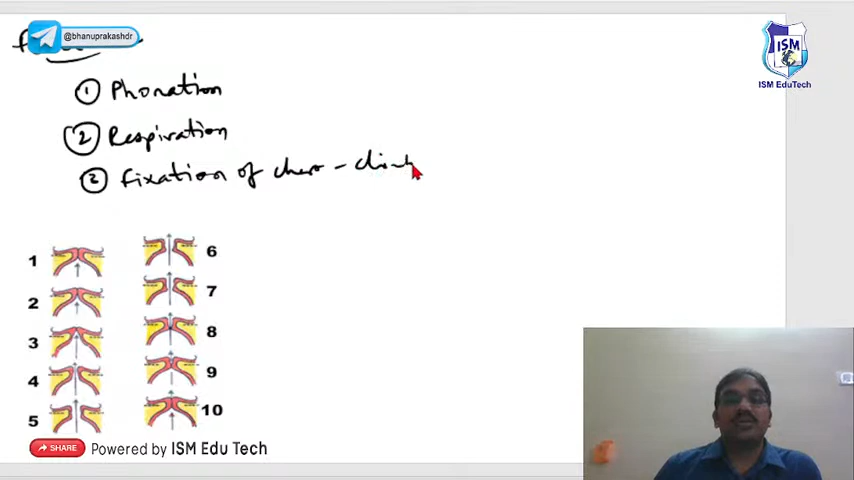 @bhanuprakashdr
ISM
ISM EduTech
① Phonation
② Respiration
② Fixation of chest -
1
2
3
4
5
6
7
8
9
10
SHARE
Powered by ISM Edu Tech